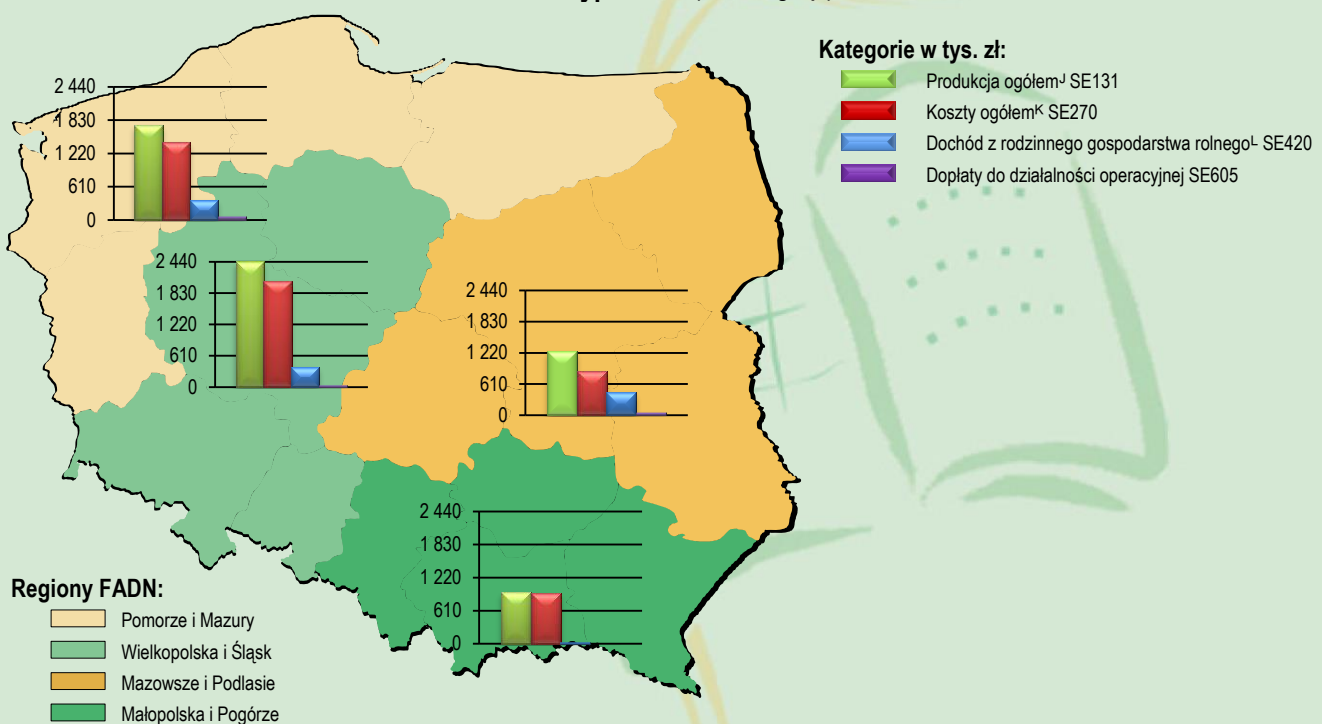 Kategorie w tys. zł:
Produkcja ogółemᴶ SE131
Koszty ogółemᴷ SE270
Dochód z rodzinnego gospodarstwa rolnegoᴸ SE420
Dopłaty do działalności operacyjnej SE605
2 440
1 830
1 220
610
0
2 440
1 830
1 220
610
0
2 440
1 830
1 220
610
0
2 440
1 830
1 220
610
0
Regiony FADN:
Pomorze i Mazury
Wielkopolska i Śląsk
Mazowsze i Podlasie
Małopolska i Pogórze